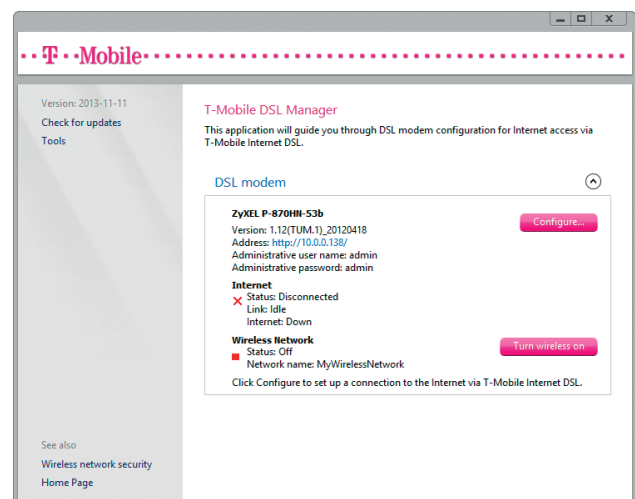 T··Mobile
Version: 2013-11-11
Check for updates
Tools
T-Mobile DSL Manager
This application will guide you through DSL modem configuration for Internet access via
T-Mobile Internet DSL.
DSL modem
ZyXEL P-870HN-53b
Version: 1.12(TUM.1)_20120418
Address: http://10.0.0.138/
Administrative user name: admin
Administrative password: admin
Configure...
Internet
Status: Disconnected
Link: Idle
Internet: Down
Wireless Network
Status: Off
Network name: MyWirelessNetwork
Turn wireless on
Click Configure to set up a connection to the Internet via T-Mobile Internet DSL.
See also
Wireless network security
Home Page